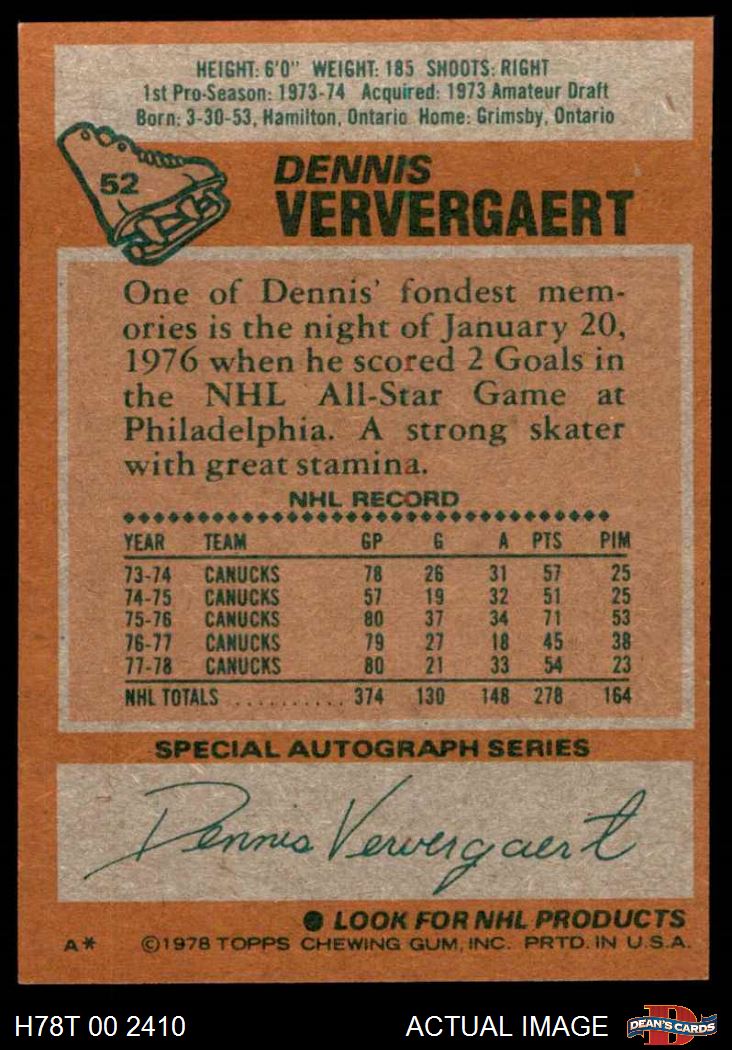 HEIGHT: 6'0" WEIGHT: 185 SHOOTS: RIGHT
1st Pro-Season: 1973-74 Acquired: 1973 Amateur Draft
Born: 3-30-53, Hamilton, Ontario Home: Grimsby, Ontario
52
DENNIS
VERVERGAERT
One of Dennis' fondest mem-
ories is the night of January 20,
1976 when he scored 2 Goals in
the NHL All-Star Game at
Philadelphia. A strong skater
with great stamina.
NHL RECORD
YEAR TEAM GP G A PTS PIM
73-74 CANUCKS 78 26 31 57 25
74-75 CANUCKS 57 19 32 51 25
75-76 CANUCKS 80 37 34 71 53
76-77 CANUCKS 79 27 18 45 38
77-78 CANUCKS 80 21 33 54 23
NHL TOTALS ........... 374 130 148 278 164
SPECIAL AUTOGRAPH SERIES
Dennis Ververgaert
● LOOK FOR NHL PRODUCTS
A* ©1978 TOPPS CHEWING GUM, INC. PRTD. IN U.S.A.
H78T 00 2410 ACTUAL IMAGE D DEAN'S CARDS